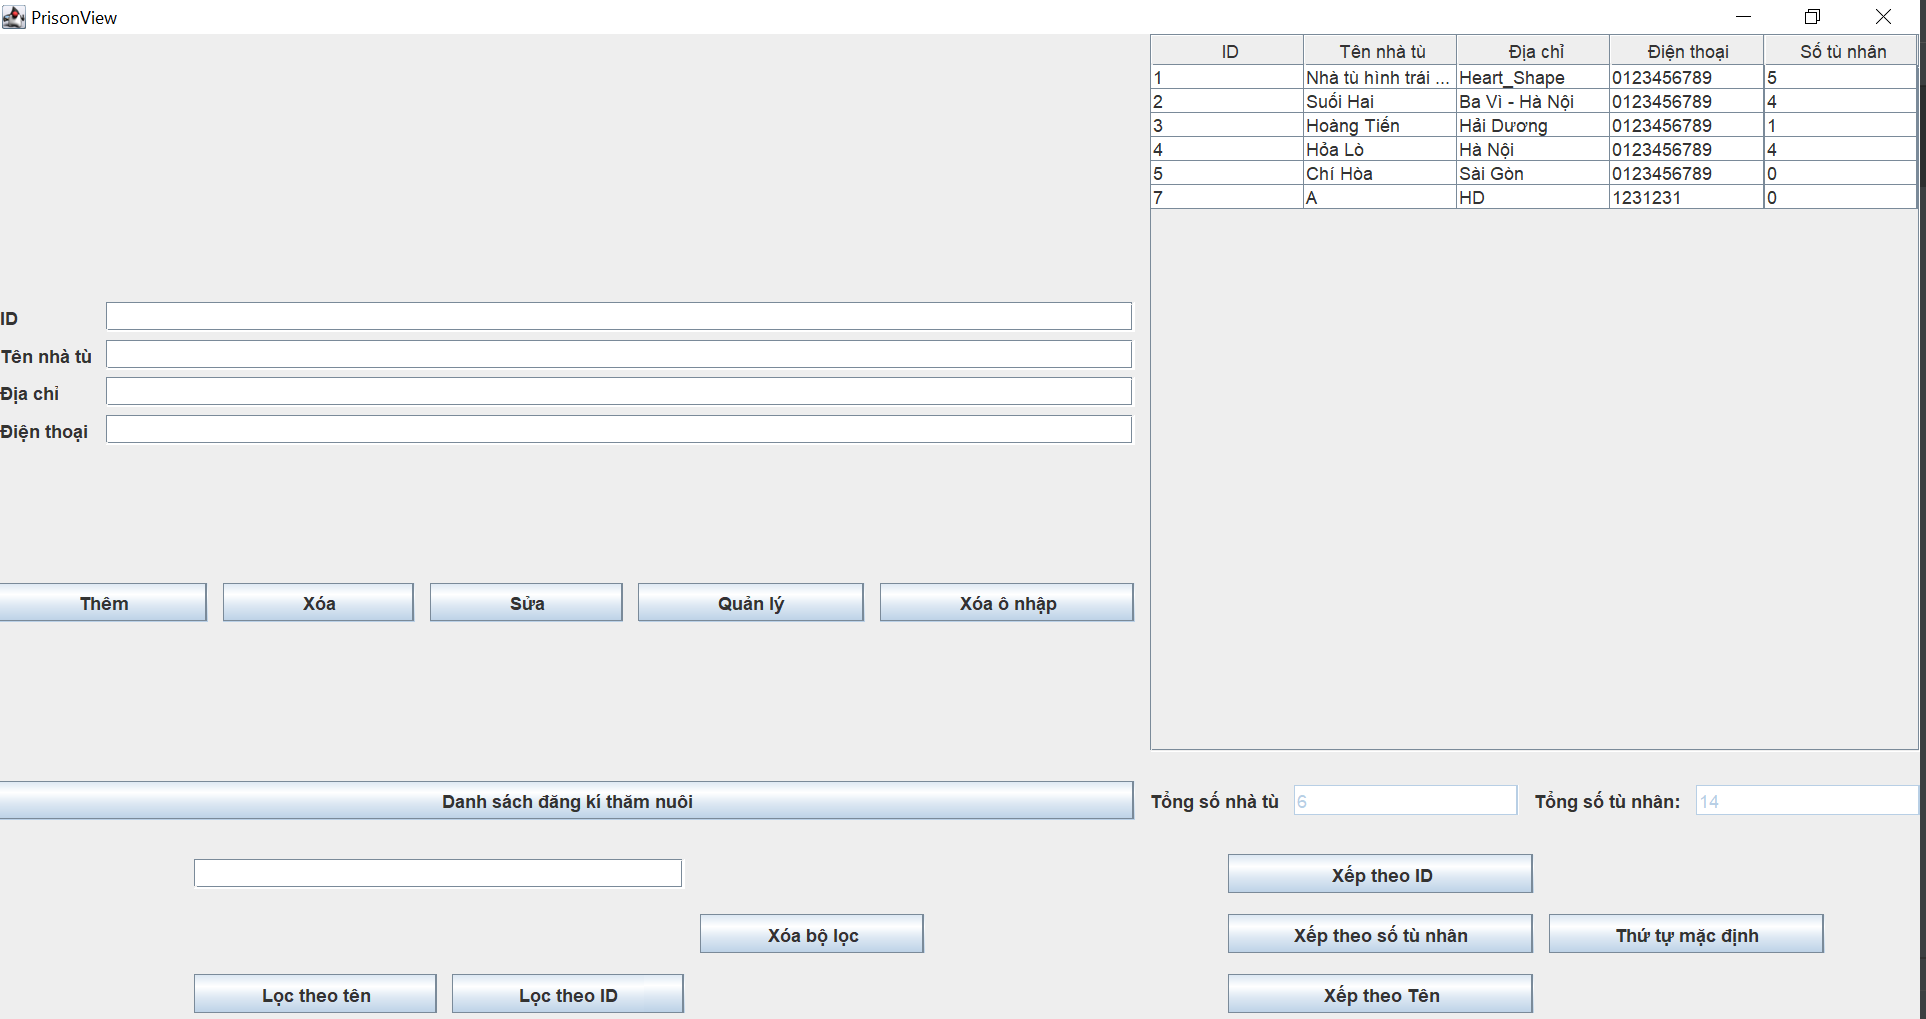 PrisonView
ID Tên nhà tù Địa chỉ Điện thoại Số tù nhân
1 Nhà tù hình trái ... Heart_Shape 0123456789 5
2 Suối Hai Ba Vì - Hà Nội 0123456789 4
3 Hoàng Tiến Hải Dương 0123456789 1
4 Hỏa Lò Hà Nội 0123456789 4
5 Chí Hòa Sài Gòn 0123456789 0
7 A HD 1231231 0
ID
Tên nhà tù
Địa chỉ
Điện thoại
Thêm Xóa Sửa Quản lý Xóa ô nhập
Danh sách đăng kí thăm nuôi
Tổng số nhà tù 6 Tổng số tù nhân: 14
Xóa bộ lọc
Lọc theo tên Lọc theo ID
Xếp theo ID
Xếp theo số tù nhân Thứ tự mặc định
Xếp theo Tên